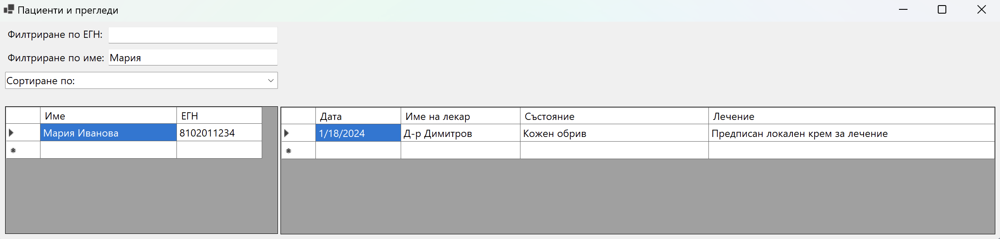 Пациенти и прегледи
Филтриране по ЕГН:
Филтриране по име: Мария
Сортиране по:
Име ЕГН
Мария Иванова 8102011234
Дата Име на лекар Състояние Лечение
1/18/2024 Д-р Димитров Кожен обрив Предписан локален крем за лечение